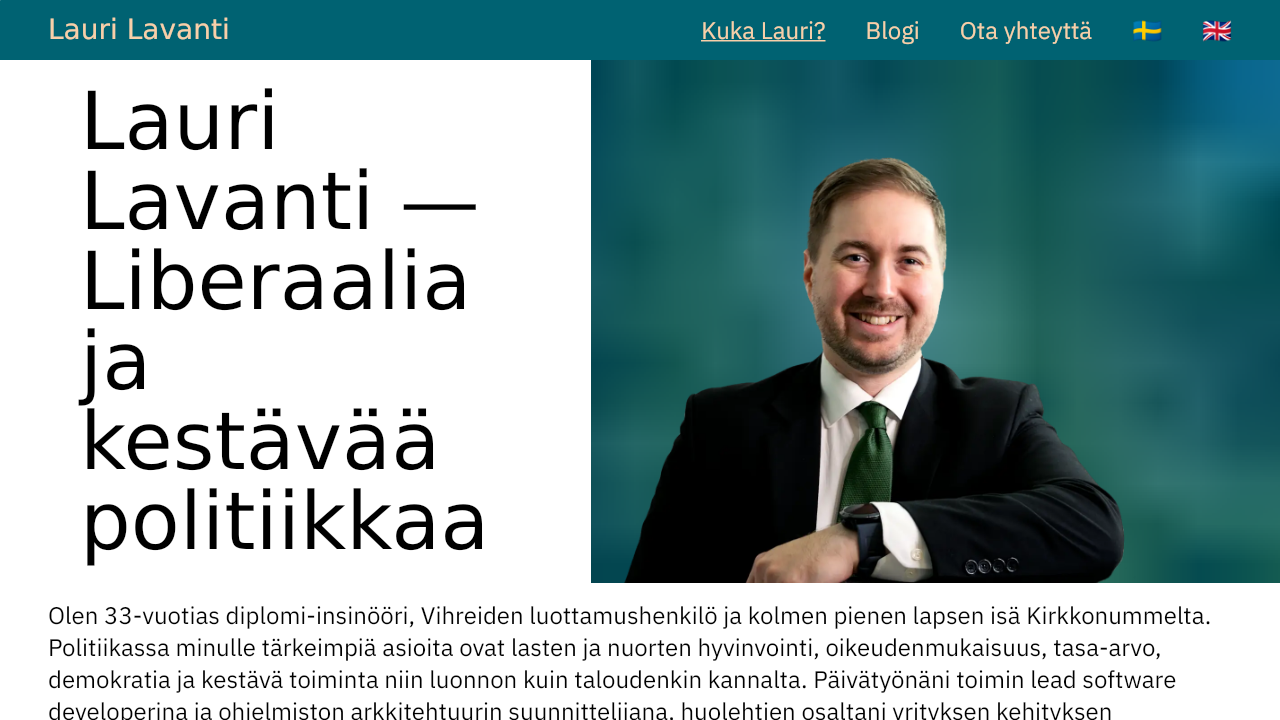 Lauri Lavanti
Kuka Lauri?
Blogi
Ota yhteyttä
Lauri
Lavanti —
Liberaalia
ja
kestävää
politiikkaa
Olen 33-vuotias diplomi-insinööri, Vihreiden luottamushenkilö ja kolmen pienen lapsen isä Kirkkonummelta.
Politiikassa minulle tärkeimpiä asioita ovat lasten ja nuorten hyvinvointi, oikeudenmukaisuus, tasa-arvo,
demokratia ja kestävä toiminta niin luonnon kuin taloudenkin kannalta. Päivätyönäni toimin lead software
developerina ja ohjelmiston arkkitehtuurin suunnittelijana, huolehtien osaltani yrityksen kehityksen